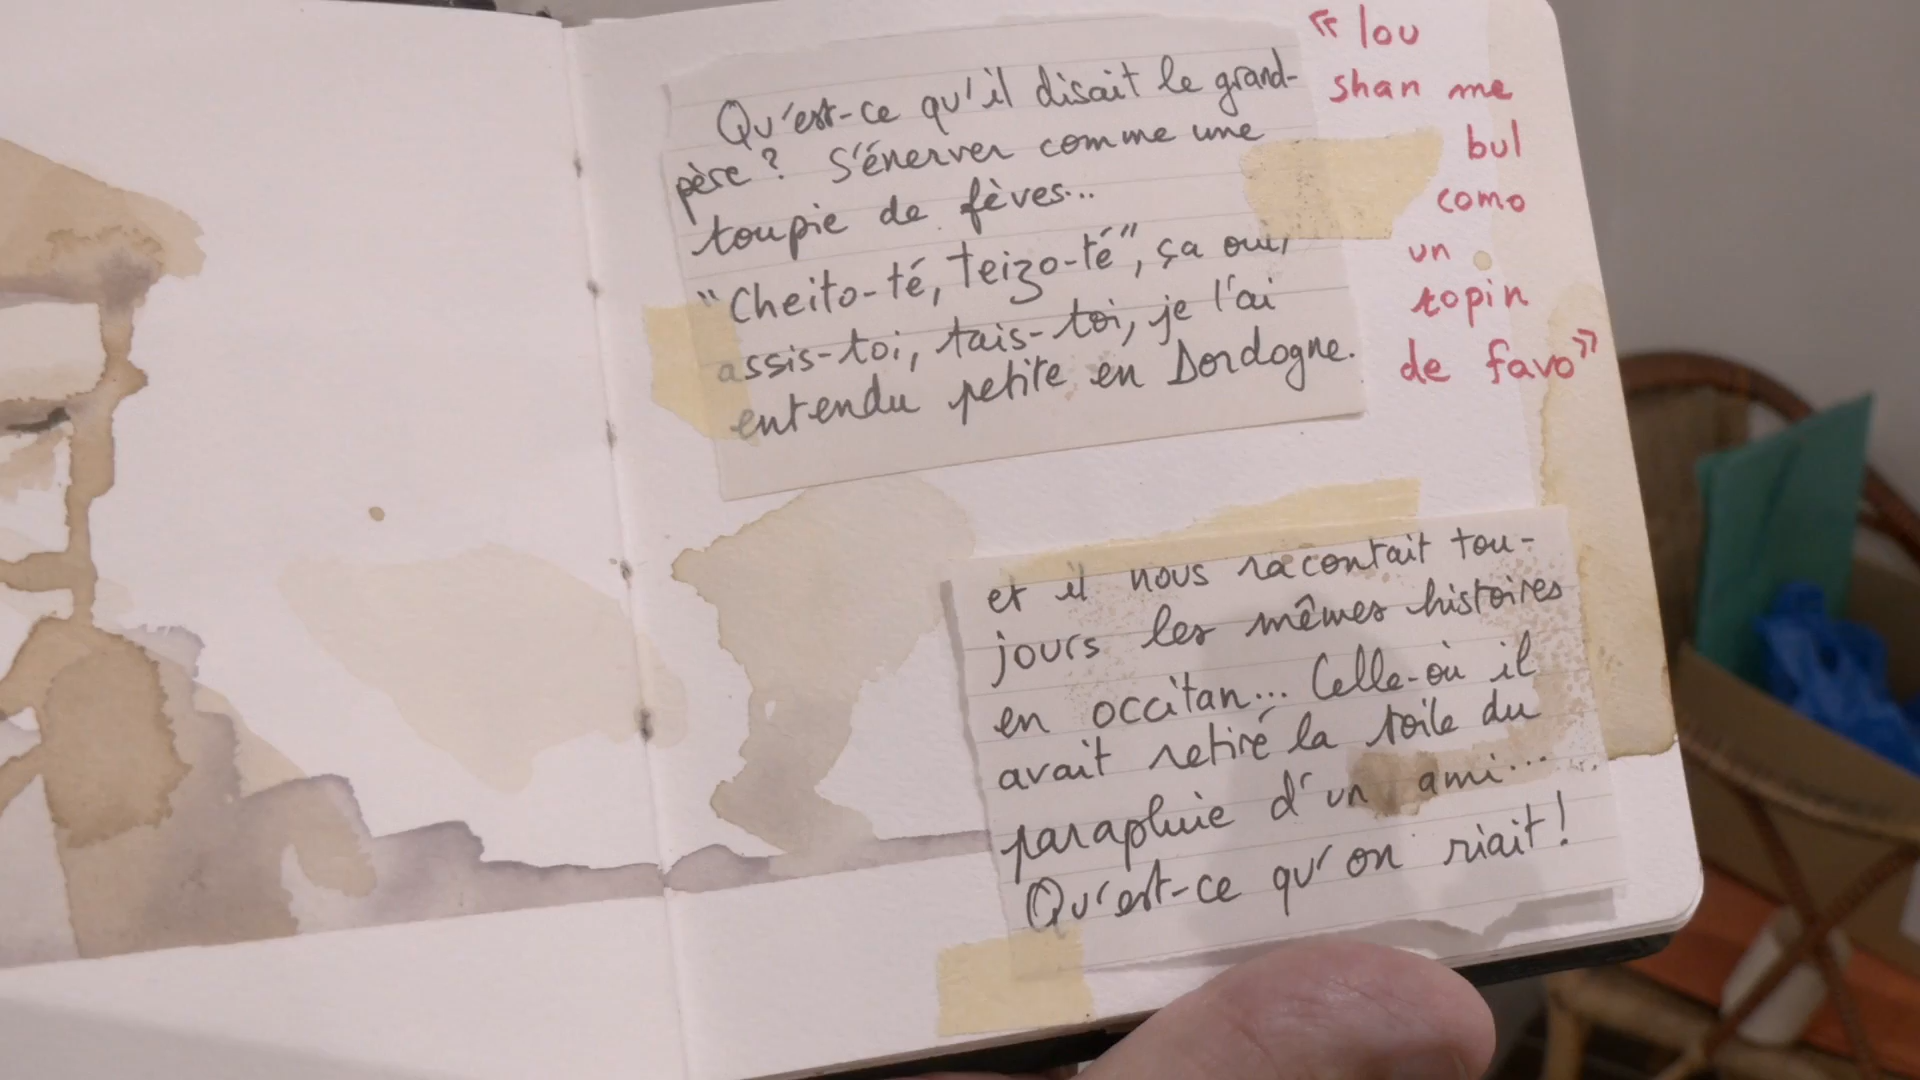 Qu'est-ce qu'il disait le grand-
père ? S'énerver comme une
toupie de fèves...
"Cheito-té, teizo-té", ça oui,
assis-toi, tais-toi, je l'ai
entendu petite en Dordogne.
« lou
shan me
bul
como
un
topin
de favo »
et il nous racontait tou-
jours les mêmes histoires
en occitan... Celle-où il
avait retiré la toile du
parapluie d'un ami...
Qu'est-ce qu'on riait !